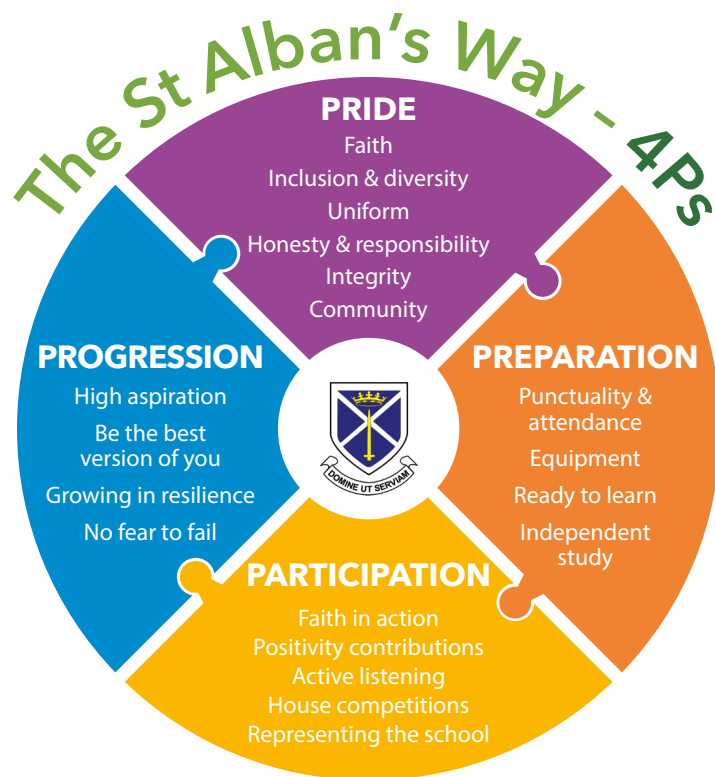 The St Alban's Way – 4Ps
PRIDE
Faith
Inclusion & diversity
Uniform
Honesty & responsibility
Integrity
Community
PROGRESSION
High aspiration
Be the best
version of you
Growing in resilience
No fear to fail
PREPARATION
Punctuality &
attendance
Equipment
Ready to learn
Independent
study
DOMINE UT SERVIAM
PARTICIPATION
Faith in action
Positivity contributions
Active listening
House competitions
Representing the school